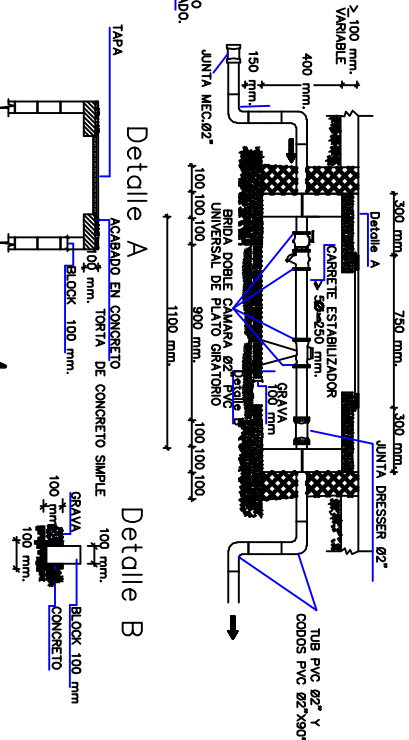 300 mm.
750 mm.
300 mm.
> 100 mm.
VARIABLE
Detalle A
JUNTA DRESSER Ø2"
400 mm.
150 mm.
CARRETE ESTABILIZADOR
> 5Ø=250 mm.
JUNTA MEC.Ø2"
GRAVA
100 mm
Detalle B
TUB PVC Ø2" Y
CODOS PVC Ø2"X90°
BRIDA DOBLE CAMARA Ø2" PVC
UNIVERSAL DE PLATO GIRATORIO
100
100
100
900 mm.
100
100
100
1100 mm.
TAPA
ACABADO EN CONCRETO
TORTA DE CONCRETO SIMPLE
100 mm.
BLOCK 100 mm.
Detalle A
GRAVA
100 mm.
100 mm.
100 mm.
BLOCK 100 mm
CONCRETO
Detalle B